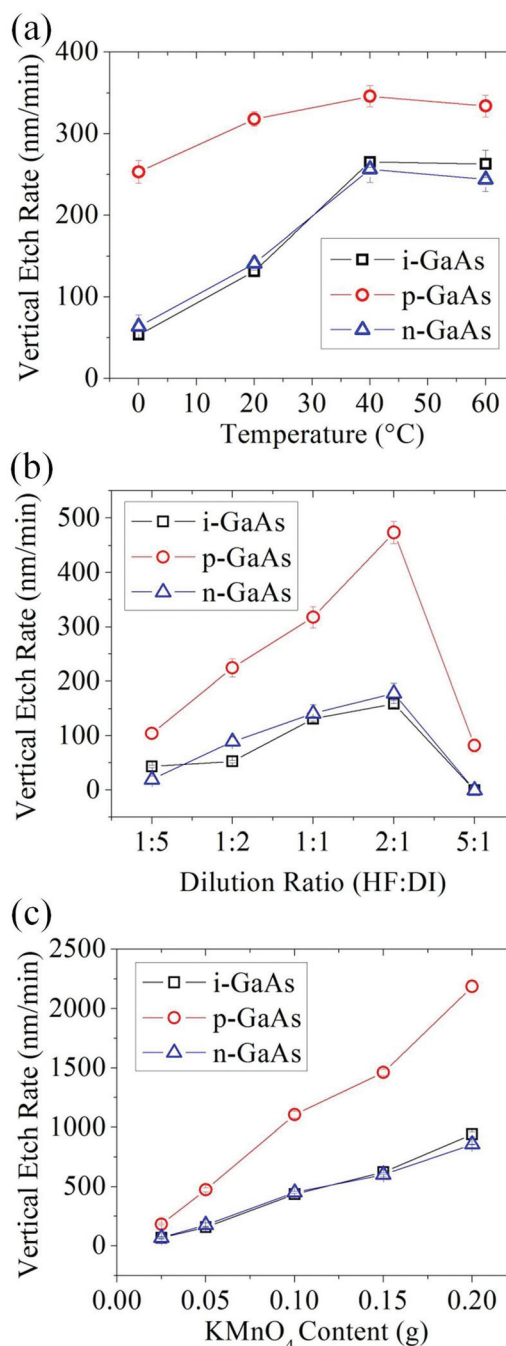 (a)
400
300
200
100
0
Vertical Etch Rate (nm/min)
i-GaAs
p-GaAs
n-GaAs
0 10 20 30 40 50 60
Temperature (°C)
(b)
500
400
300
200
100
0
Vertical Etch Rate (nm/min)
i-GaAs
p-GaAs
n-GaAs
1:5 1:2 1:1 2:1 5:1
Dilution Ratio (HF:DI)
(c)
2500
2000
1500
1000
500
0
Vertical Etch Rate (nm/min)
i-GaAs
p-GaAs
n-GaAs
0.00 0.05 0.10 0.15 0.20
KMnO₄ Content (g)